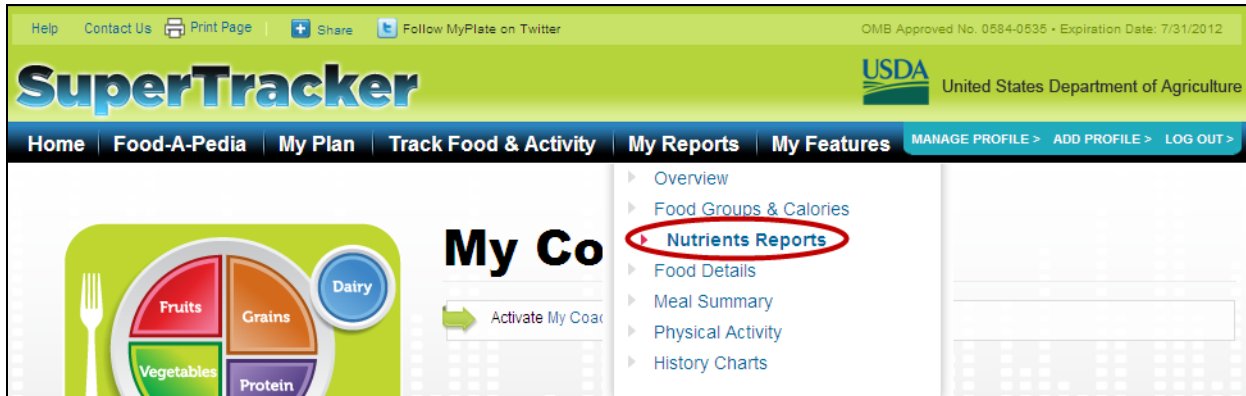 Help Contact Us Print Page Share Follow MyPlate on Twitter OMB Approved No. 0584-0535 • Expiration Date: 7/31/2012
SuperTracker USDA United States Department of Agriculture
Home Food-A-Pedia My Plan Track Food & Activity My Reports My Features MANAGE PROFILE > ADD PROFILE > LOG OUT >
Overview
Food Groups & Calories
Nutrients Reports
Food Details
Meal Summary
Physical Activity
History Charts
My Co
Activate My Coac
Fruits
Grains
Dairy
Vegetables
Protein